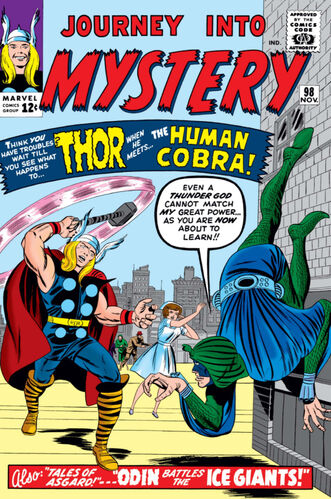 JOURNEY INTO
MYSTERY
APPROVED
BY THE
COMICS
CODE
AUTHORITY
IND.
MARVEL
COMICS
GROUP 12¢
98
NOV.
THINK YOU
HAVE TROUBLES?
WAIT TILL
YOU SEE WHAT
HAPPENS
TO...
THOR
WHEN
HE
MEETS...
THE HUMAN
COBRA!
EVEN A
THUNDER GOD
CANNOT MATCH
MY GREAT POWER...
AS YOU ARE NOW
ABOUT TO
LEARN!!
Also: "TALES OF
ASGARD!"... "ODIN BATTLES
THE ICE GIANTS!"